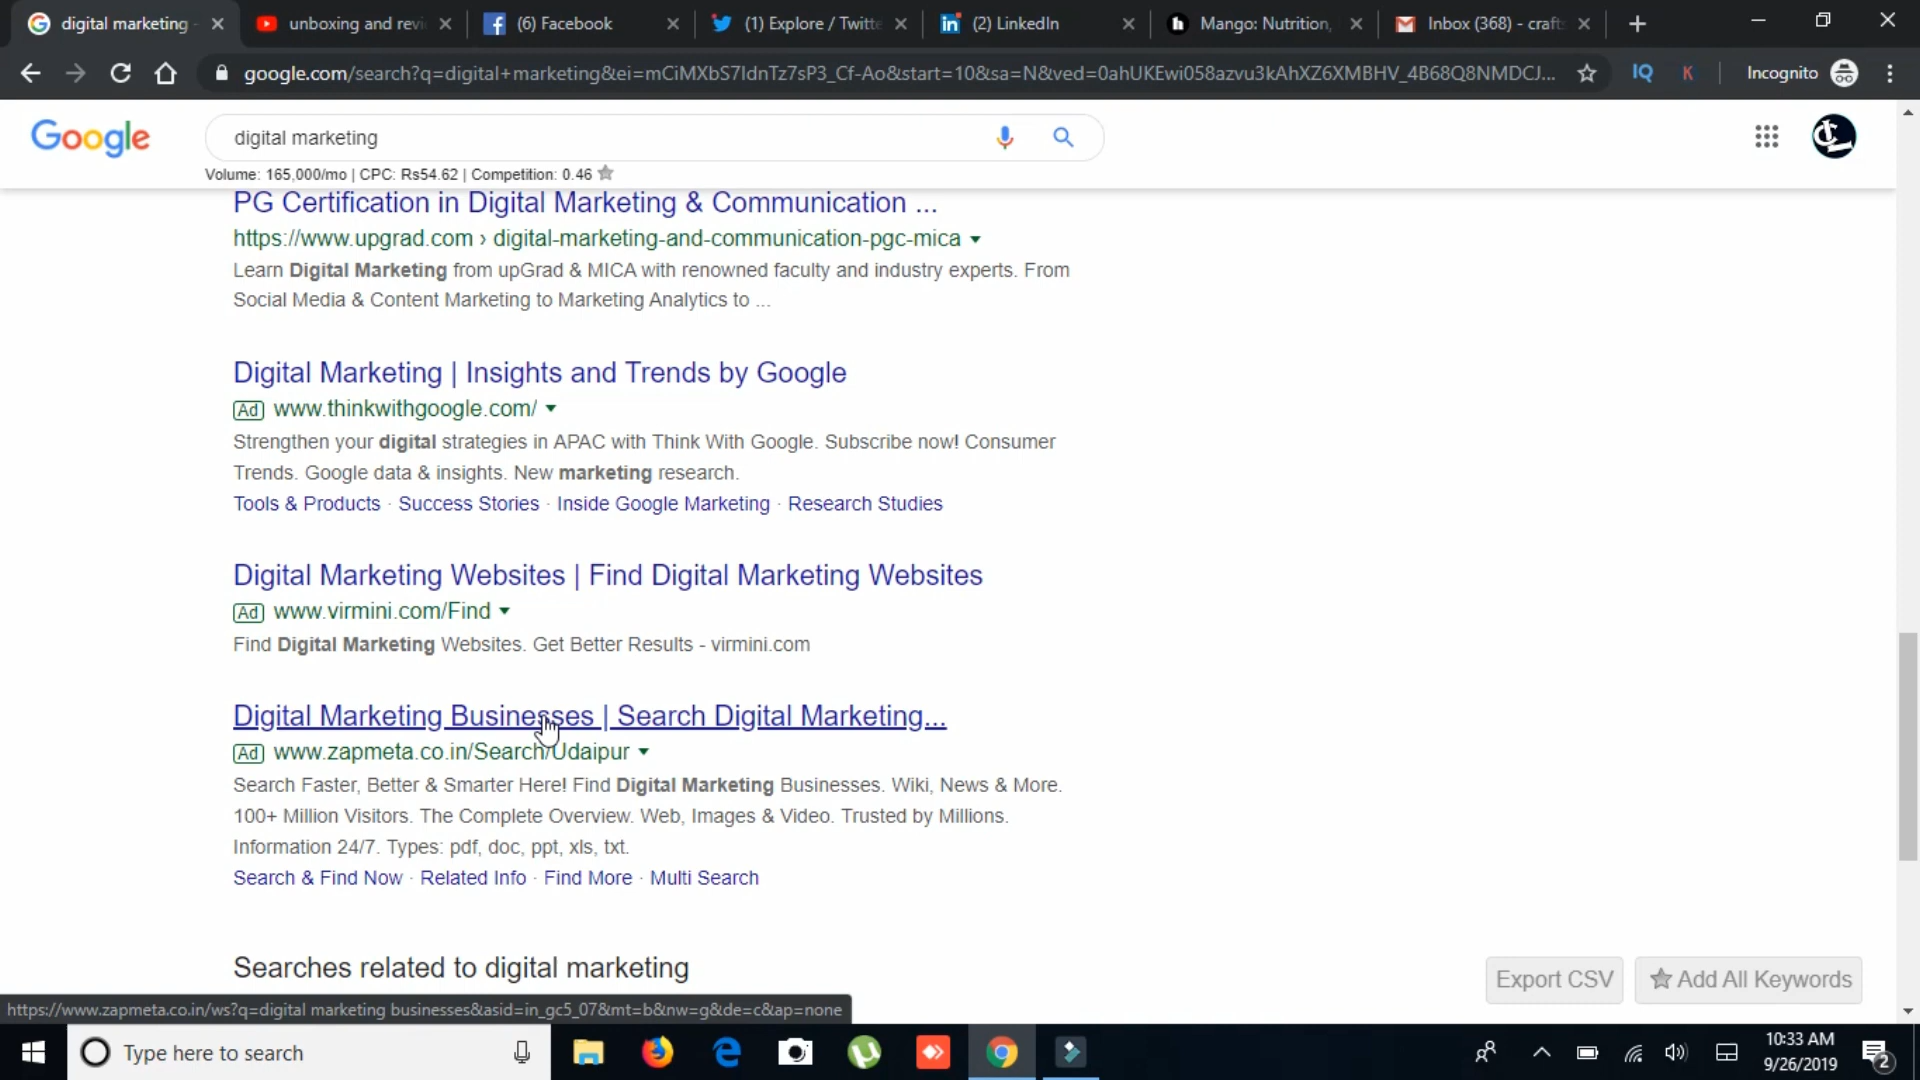 digital marketing -
unboxing and revi
(6) Facebook
(1) Explore / Twitte
(2) LinkedIn
Mango: Nutrition,
Inbox (368) - craft
google.com/search?q=digital+marketing&ei=mCiMXbS7IdnTz7sP3_Cf-Ao&start=10&sa=N&ved=0ahUKEwi058azvu3kAhXZ6XMBHV_4B68Q8NMDCJ...
IQ
K
Incognito
Google
digital marketing
Volume: 165,000/mo | CPC: Rs54.62 | Competition: 0.46
PG Certification in Digital Marketing & Communication ...
https://www.upgrad.com › digital-marketing-and-communication-pgc-mica
Learn Digital Marketing from upGrad & MICA with renowned faculty and industry experts. From
Social Media & Content Marketing to Marketing Analytics to ...
Digital Marketing | Insights and Trends by Google
Ad www.thinkwithgoogle.com/
Strengthen your digital strategies in APAC with Think With Google. Subscribe now! Consumer
Trends. Google data & insights. New marketing research.
Tools & Products · Success Stories · Inside Google Marketing · Research Studies
Digital Marketing Websites | Find Digital Marketing Websites
Ad www.virmini.com/Find
Find Digital Marketing Websites. Get Better Results - virmini.com
Digital Marketing Businesses | Search Digital Marketing...
Ad www.zapmeta.co.in/Search/Udaipur
Search Faster, Better & Smarter Here! Find Digital Marketing Businesses. Wiki, News & More.
100+ Million Visitors. The Complete Overview. Web, Images & Video. Trusted by Millions.
Information 24/7. Types: pdf, doc, ppt, xls, txt.
Search & Find Now · Related Info · Find More · Multi Search
Searches related to digital marketing
Export CSV
Add All Keywords
https://www.zapmeta.co.in/ws?q=digital marketing businesses&asid=in_gc5_07&mt=b&nw=g&de=c&ap=none
Type here to search
10:33 AM
9/26/2019
2